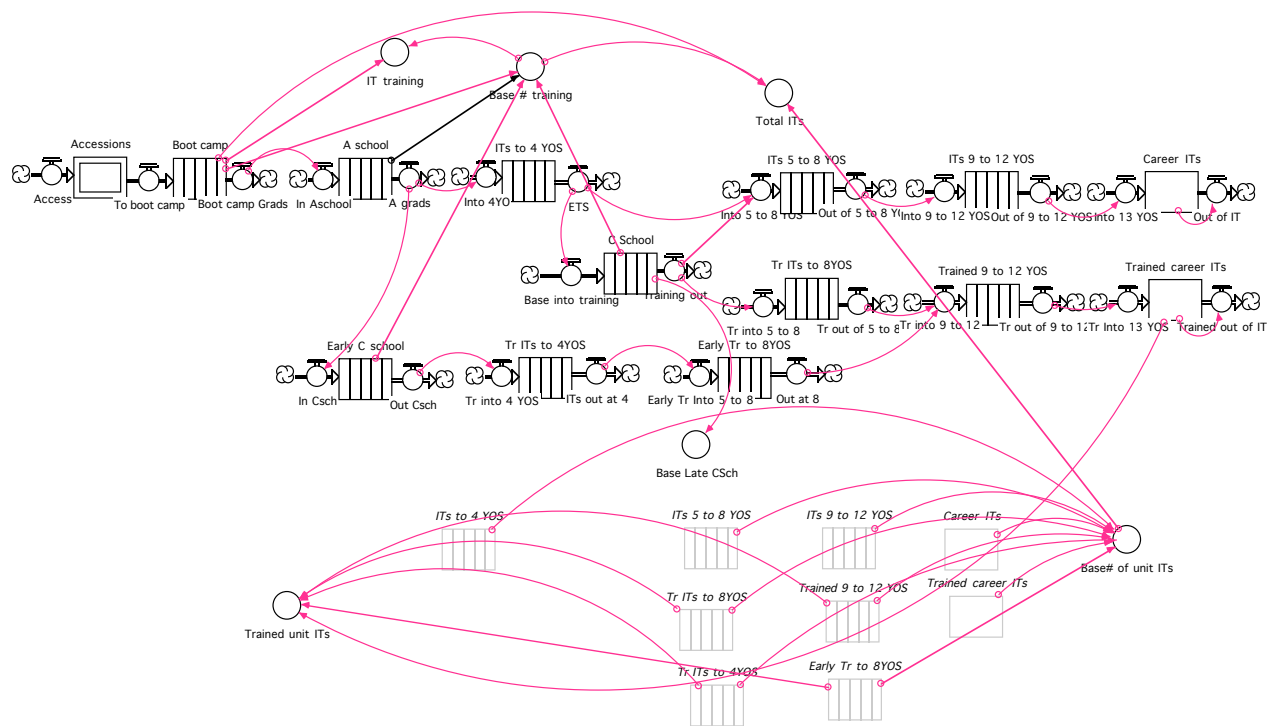 IT training
Base # training
Total ITs
Accessions
Boot camp
A school
ITs to 4 YOS
ITs 5 to 8 YOS
ITs 9 to 12 YOS
Career ITs
Access
To boot camp
Boot camp Grads
In Aschool
A grads
Into 4YO
ETS
Into 5 to 8 YOS
Out of 5 to 8 YO
Into 9 to 12 YOS
Out of 9 to 12 YOS
Into 13 YOS
Out of IT
C School
Base into training
Training out
Tr ITs to 8YOS
Trained 9 to 12 YOS
Trained career ITs
Tr into 5 to 8
Tr out of 5 to 8
Tr into 9 to 12
Tr out of 9 to 12
Tr Into 13 YOS
Trained out of IT
Early C school
Tr ITs to 4YOS
Early Tr to 8YOS
In Csch
Out Csch
Tr into 4 YOS
ITs out at 4
Early Tr Into 5 to 8
Out at 8
Base Late CSch
ITs to 4 YOS
ITs 5 to 8 YOS
ITs 9 to 12 YOS
Career ITs
Base# of unit ITs
Tr ITs to 8YOS
Trained 9 to 12 YOS
Trained career ITs
Trained unit ITs
Tr ITs to 4YOS
Early Tr to 8YOS